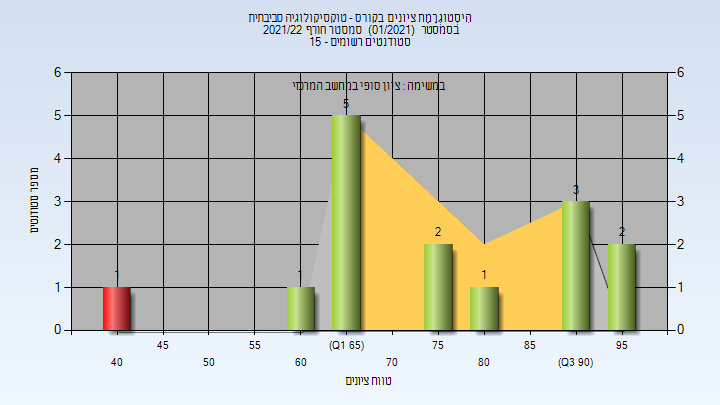 היסטוגרמת ציונים בקורס - טוקסיקולוגיה סביבתית
בסמסטר (01/2021) סמסטר חורף 2021/22
סטודנטים רשומים - 15
במשימה : ציון סופי במחשב המרכזי
מספר סטודנטים
6 6
5 5
4 4
3 3
2 2
1 1
0 0
1 1 5 2 1 3 2
45 55 (Q1 65) 75 85 95
40 50 60 70 80 (Q3 90)
טווח ציונים